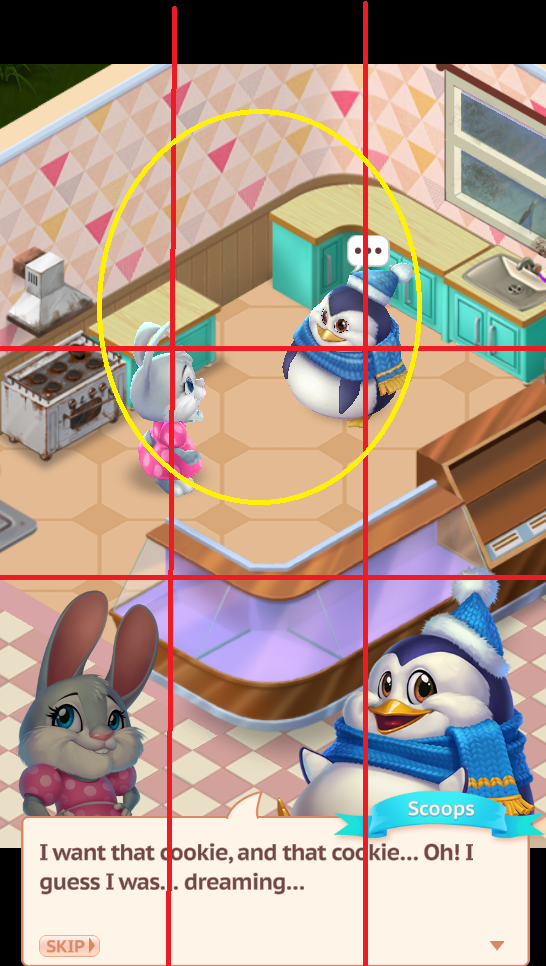 ...
Scoops
I want that cookie, and that cookie... Oh! I
guess I was... dreaming...
SKIP